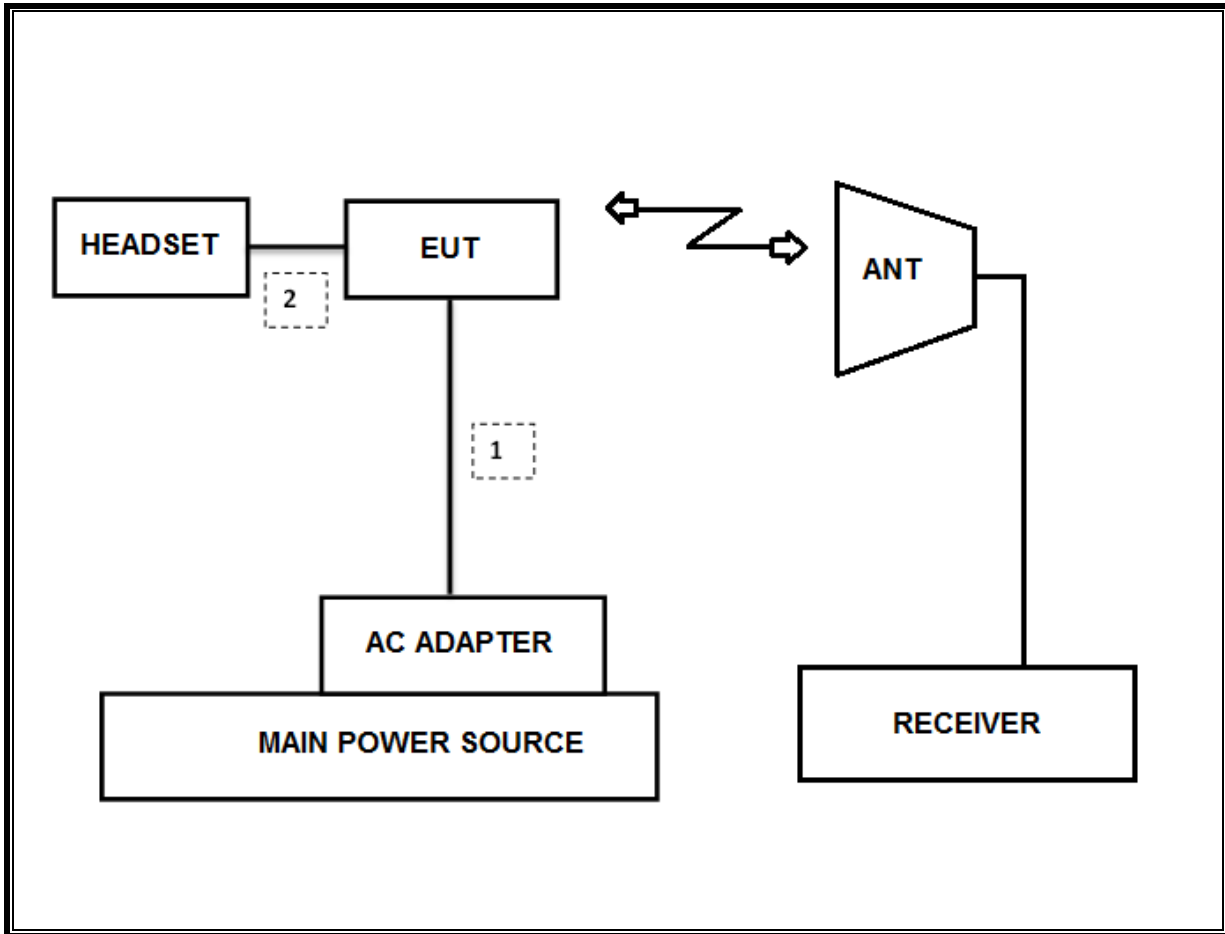 HEADSET
EUT
2
ANT
1
AC ADAPTER
MAIN POWER SOURCE
RECEIVER